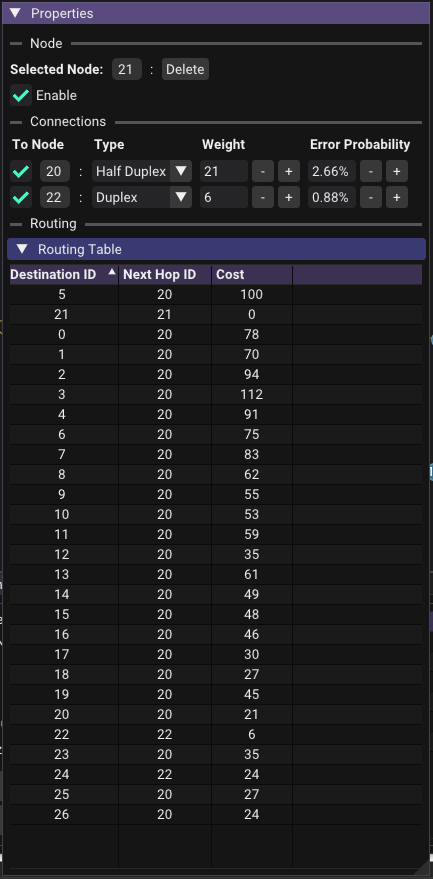 Properties
Node
Selected Node: 21 : Delete
Enable
Connections
To Node Type Weight Error Probability
20 : Half Duplex 21 - + 2.66% - +
22 : Duplex 6 - + 0.88% - +
Routing
Routing Table
Destination ID Next Hop ID Cost
5 20 100
21 21 0
0 20 78
1 20 70
2 20 94
3 20 112
4 20 91
6 20 75
7 20 83
8 20 62
9 20 55
10 20 53
11 20 59
12 20 35
13 20 61
14 20 49
15 20 48
16 20 46
17 20 30
18 20 27
19 20 45
20 20 21
22 22 6
23 20 35
24 22 24
25 20 27
26 20 24